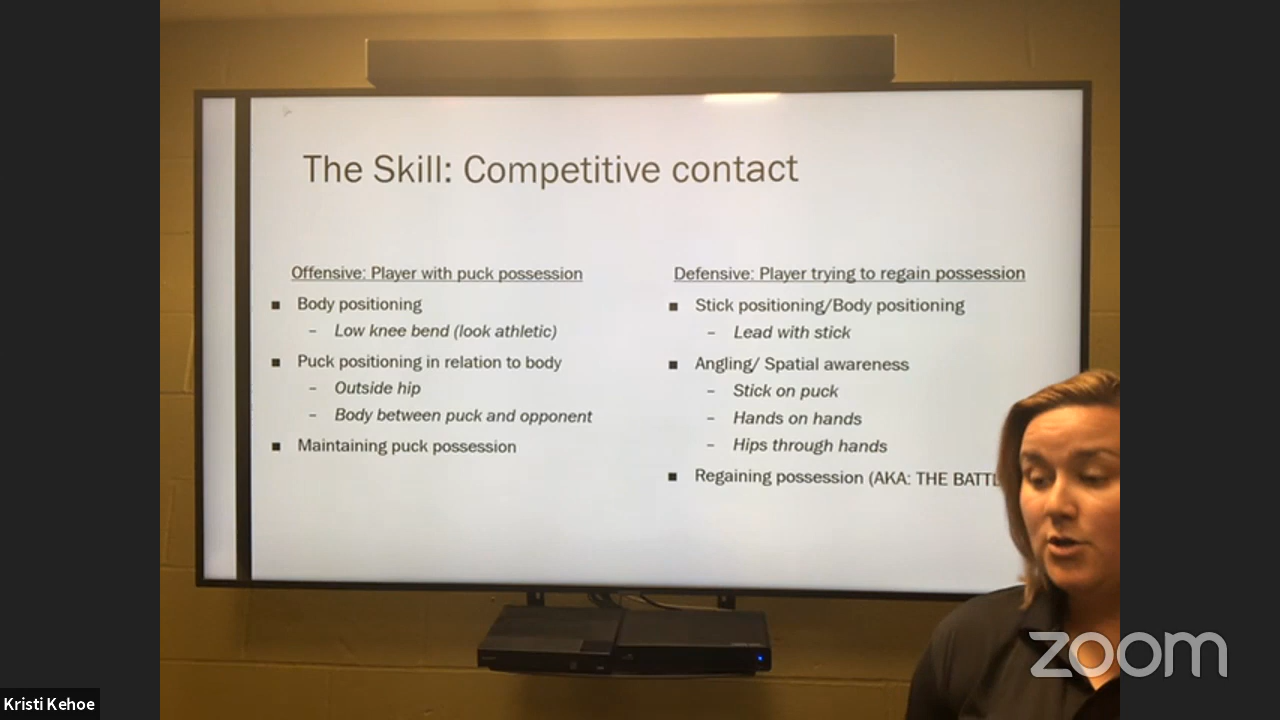 The Skill: Competitive contact
Offensive: Player with puck possession
■ Body positioning
– Low knee bend (look athletic)
■ Puck positioning in relation to body
– Outside hip
– Body between puck and opponent
■ Maintaining puck possession
Defensive: Player trying to regain possession
■ Stick positioning/Body positioning
– Lead with stick
■ Angling/ Spatial awareness
– Stick on puck
– Hands on hands
– Hips through hands
■ Regaining possession (AKA: THE
zoom
Kristi Kehoe